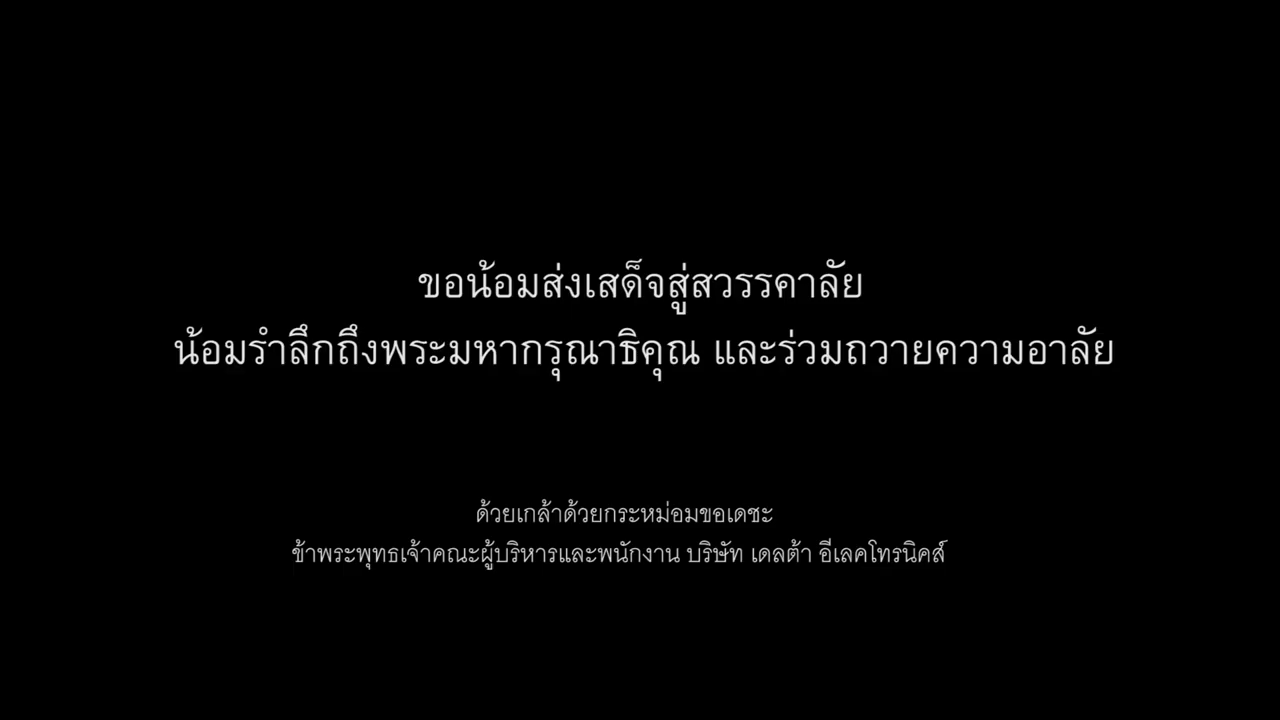 ขอน้อมส่งเสด็จสู่สวรรคาลัย
น้อมรำลึกถึงพระมหากรุณาธิคุณ และร่วมถวายความอาลัย
ด้วยเกล้าด้วยกระหม่อมขอเดชะ
ข้าพระพุทธเจ้าคณะผู้บริหารและพนักงาน บริษัท เดลต้า อีเลคโทรนิคส์